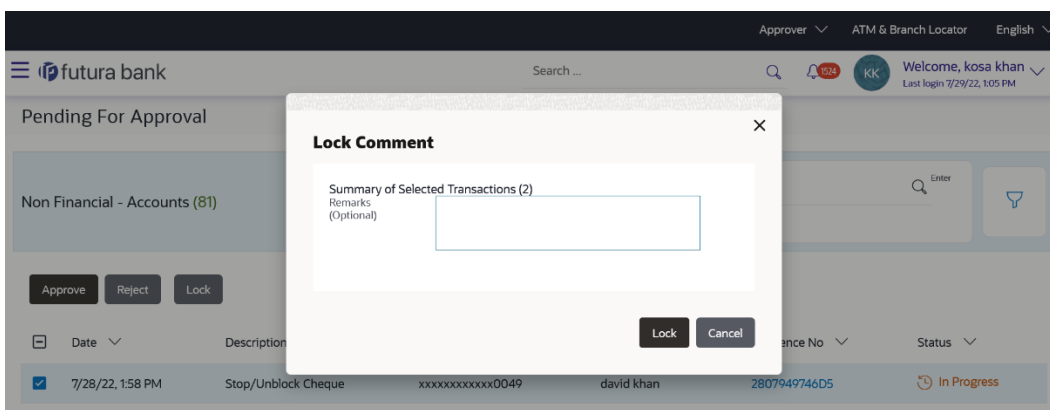 Approver ATM & Branch Locator English
futura bank Search ... 1524 KK Welcome, kosa khan
Last login 7/29/22, 1:05 PM
Pending For Approval
Lock Comment
Summary of Selected Transactions (2)
Remarks
(Optional)
Enter
Non Financial - Accounts (81)
Approve Reject Lock
Lock Cancel
Date Description ence No Status
7/28/22, 1:58 PM Stop/Unblock Cheque xxxxxxxxxxxx0049 david khan 2807949746D5 In Progress